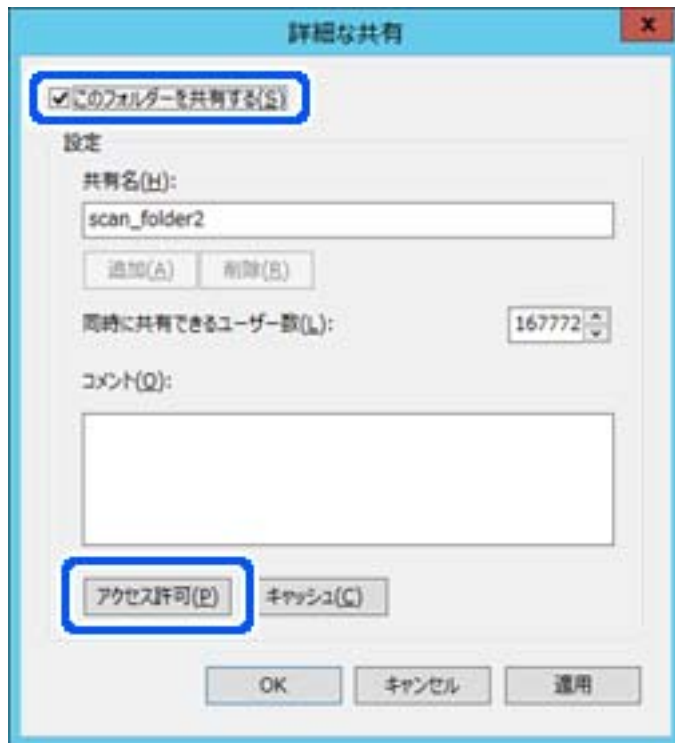 詳細な共有
このフォルダーを共有する(S)
設定
共有名(H):
scan_folder2
追加(A) 削除(R)
同時に共有できるユーザー数(L): 167772
コメント(O):
アクセス許可(P) キャッシュ(C)
OK キャンセル 適用